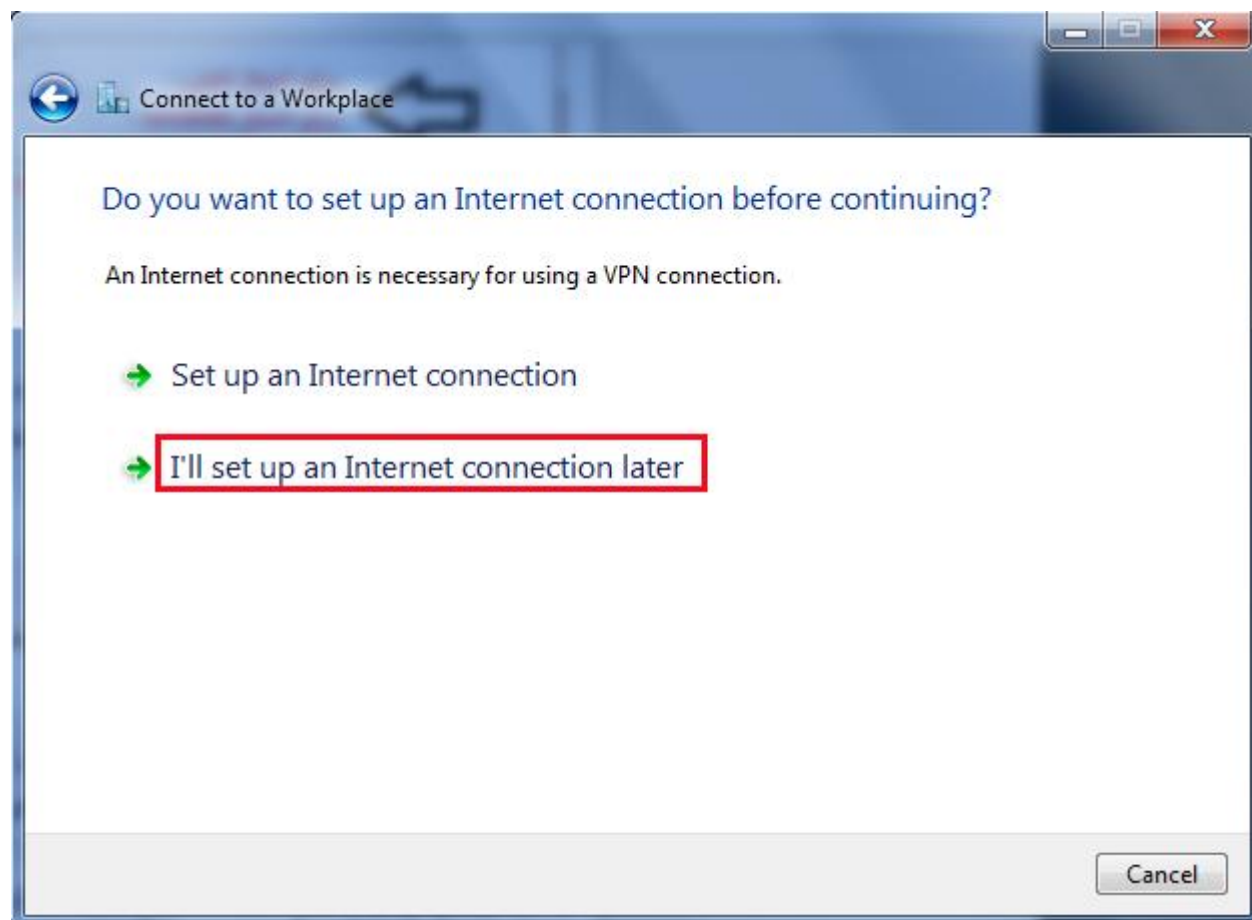 Connect to a Workplace
Do you want to set up an Internet connection before continuing?
An Internet connection is necessary for using a VPN connection.
Set up an Internet connection
I'll set up an Internet connection later
Cancel